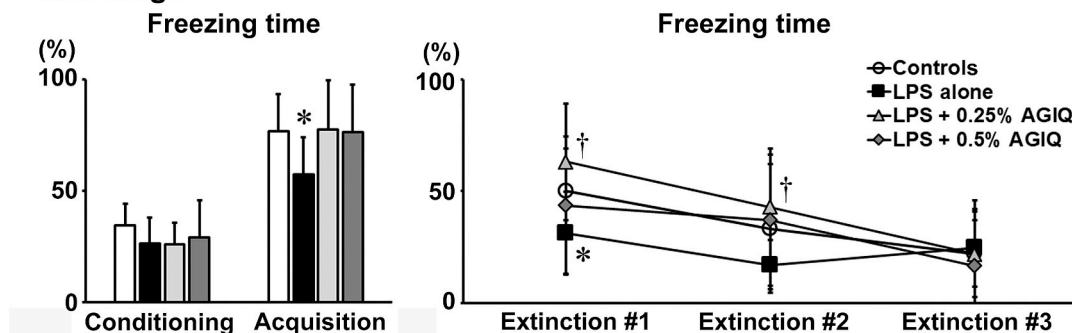 Freezing time
(%)
100
50
0
*
Conditioning
Acquisition
Freezing time
(%)
100
50
0
†
†
*
Controls
LPS alone
LPS + 0.25% AGIQ
LPS + 0.5% AGIQ
Extinction #1
Extinction #2
Extinction #3